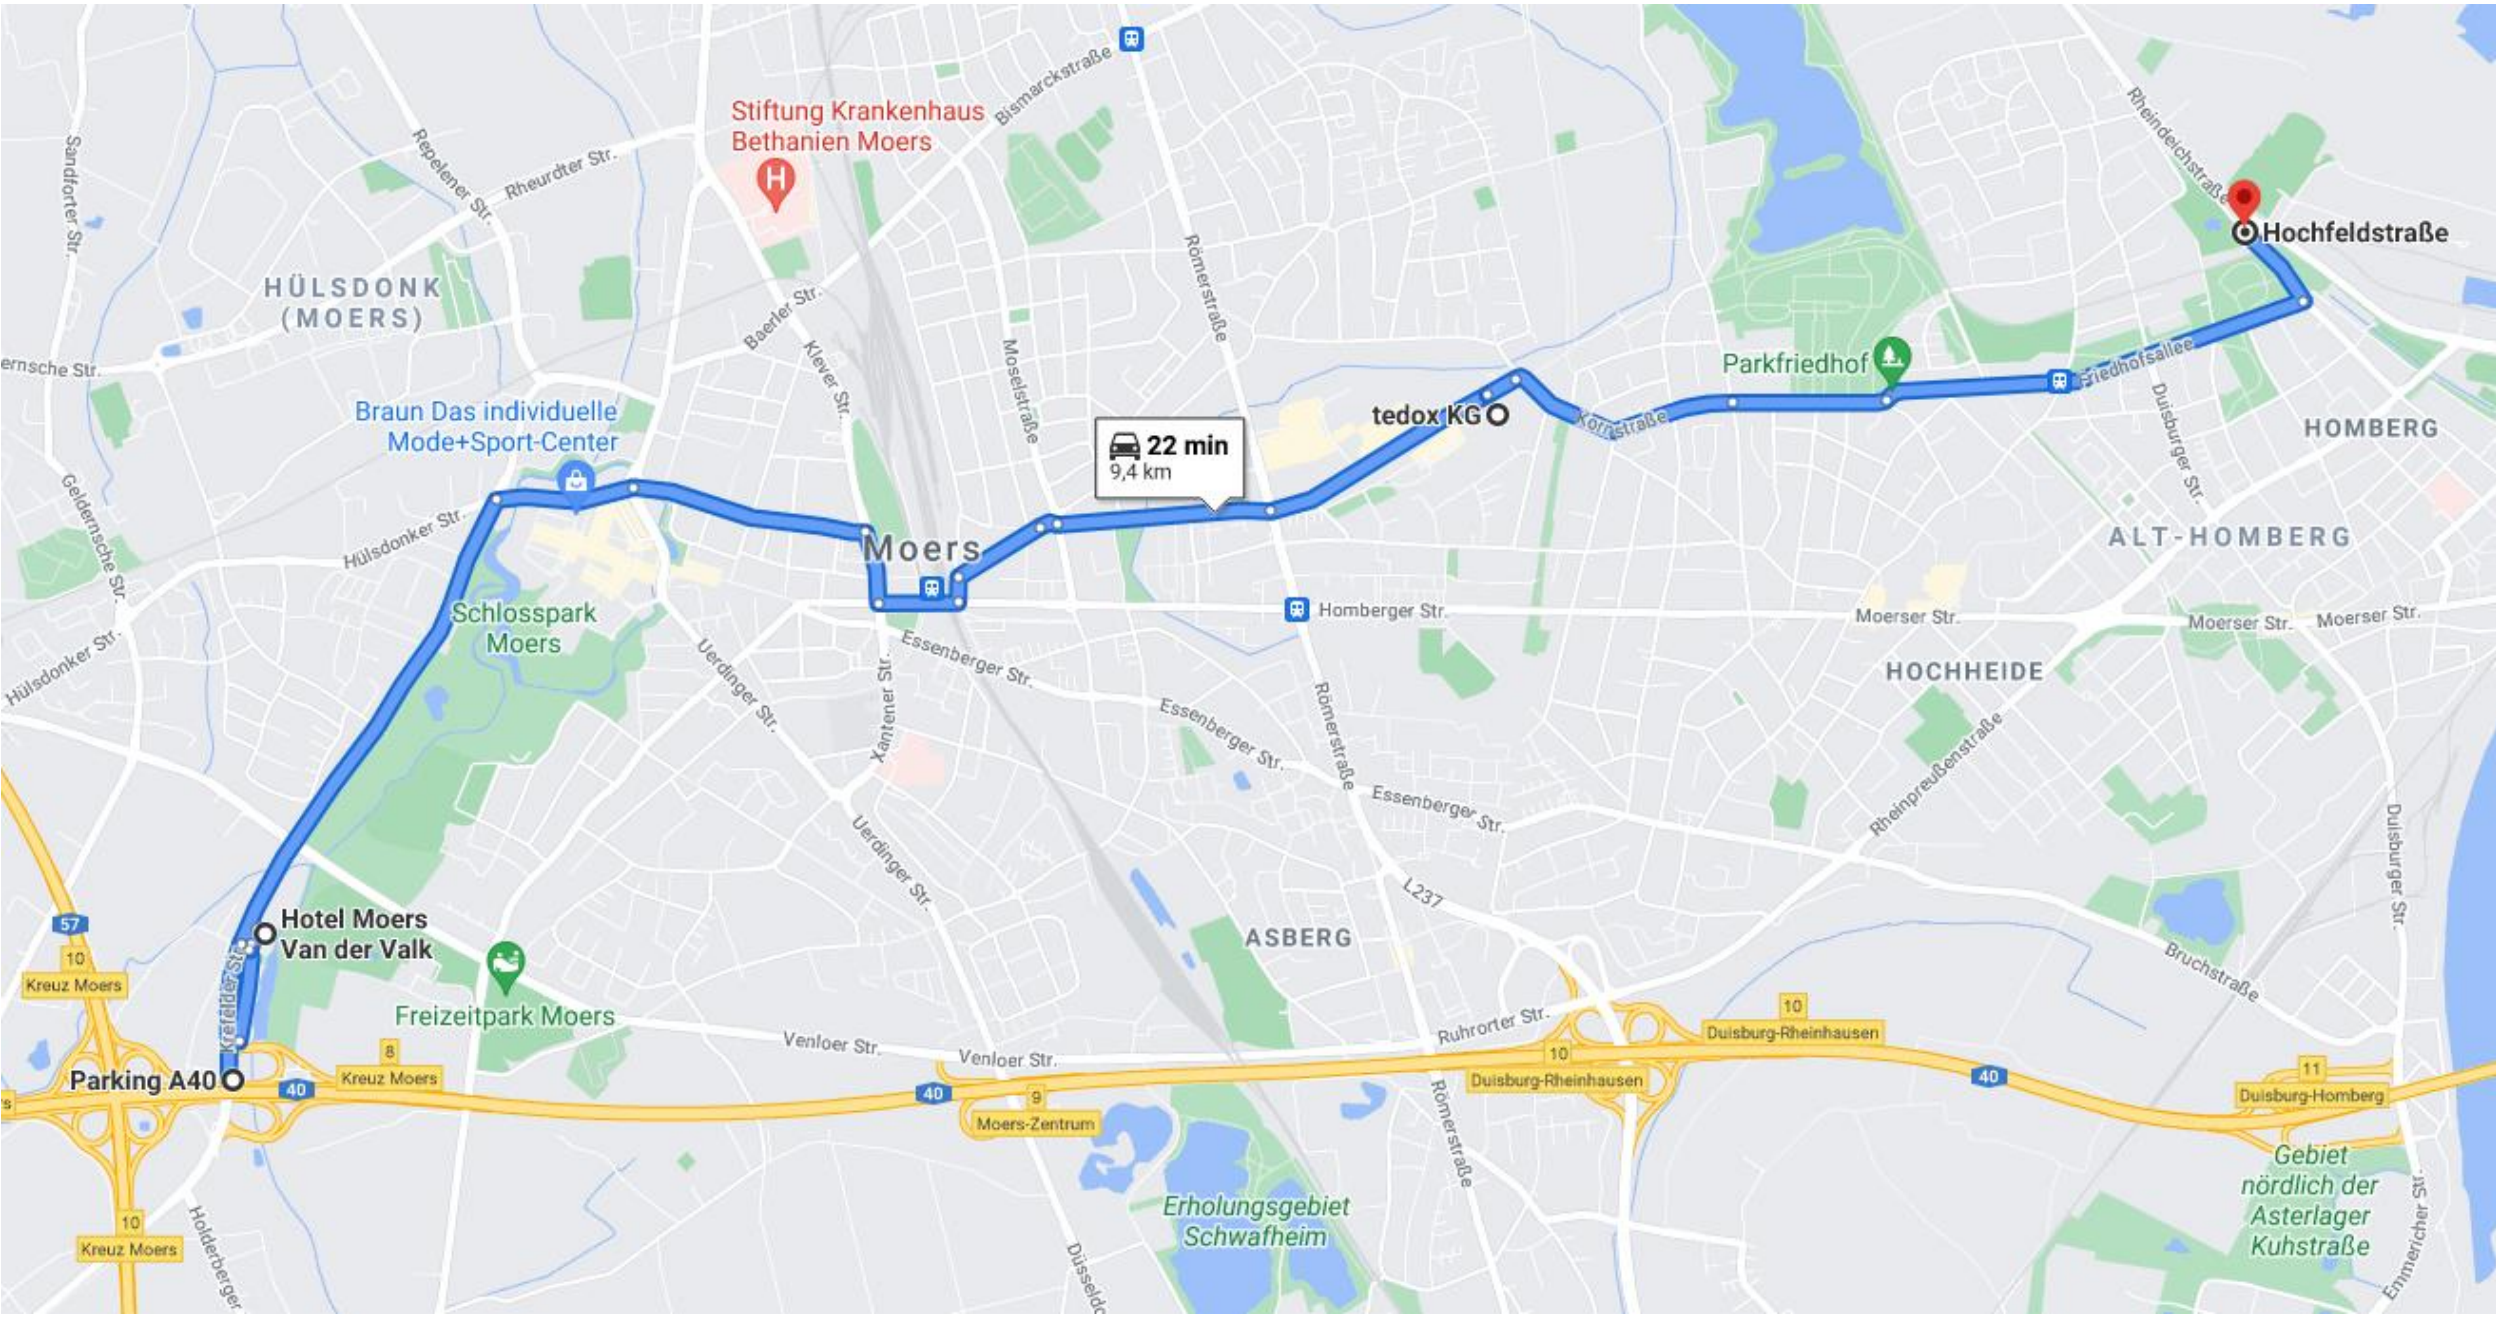 Stiftung Krankenhaus
Bethanien Moers
H
Bismarckstraße
Rheindeichstraße
Sandforter Str.
Repelener Str.
Rheurdter Str.
Römerstraße
Hochfeldstraße
HÜLSDONK
(MOERS)
Baerler Str.
Klever Str.
Moselstraße
ernsche Str.
Parkfriedhof
Friedhofsallee
Duisburger Str.
HOMBERG
Braun Das individuelle
Mode+Sport-Center
tedox KG
Kornstraße
22 min
9,4 km
Geldernsche Str.
Hülsdonker Str.
Moers
ALT-HOMBERG
Schlosspark
Moers
Homberger Str.
Moerser Str.
Moerser Str.
Moerser Str.
Hülsdonker Str.
Uerdinger Str.
Essenberger Str.
Xantener Str.
HOCHHEIDE
Römerstraße
Essenberger Str.
Essenberger Str.
Rheinpreußenstraße
Uerdinger Str.
Duisburger Str.
L237
57
Hotel Moers
Van der Valk
ASBERG
10
Kreuz Moers
Krefelder Str.
Freizeitpark Moers
Bruchstraße
Venloer Str.
Venloer Str.
Ruhrorter Str.
10
Duisburg-Rheinhausen
8
Kreuz Moers
Parking A40
40
40
9
Moers-Zentrum
10
Duisburg-Rheinhausen
40
11
Duisburg-Homberg
s
Römerstraße
10
Kreuz Moers
Holderberger
Erholungsgebiet
Schwafheim
Düsseldo
Gebiet
nördlich der
Asterlager
Kuhstraße
Emmericher Str.